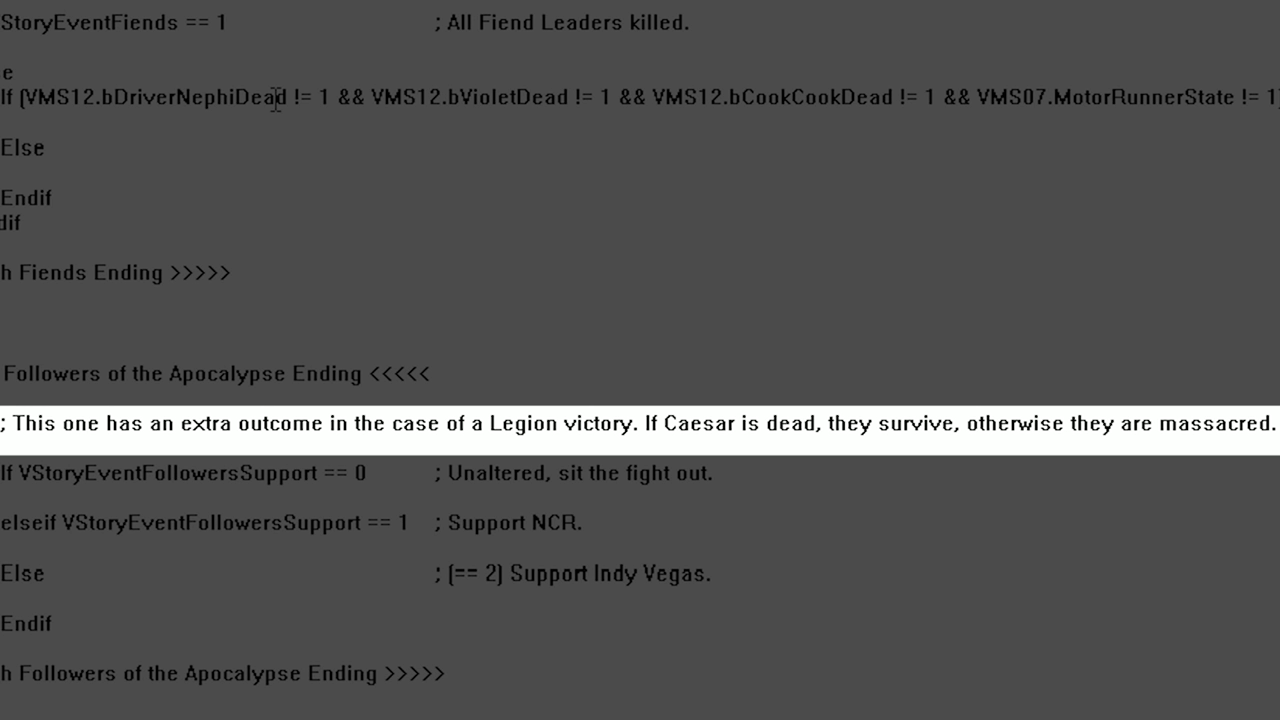 StoryEventFiends == 1 ; All Fiend Leaders killed.
e
If (VMS12.bDriverNephiDead != 1 && VMS12.bVioletDead != 1 && VMS12.bCookCookDead != 1 && VMS07.MotorRunnerState != 1)
Else
Endif
dif
h Fiends Ending >>>>>
Followers of the Apocalypse Ending <<<<<
; This one has an extra outcome in the case of a Legion victory. If Caesar is dead, they survive, otherwise they are massacred.
If VStoryEventFollowersSupport == 0 ; Unaltered, sit the fight out.
elseif VStoryEventFollowersSupport == 1 ; Support NCR.
Else ; (== 2) Support Indy Vegas.
Endif
h Followers of the Apocalypse Ending >>>>>